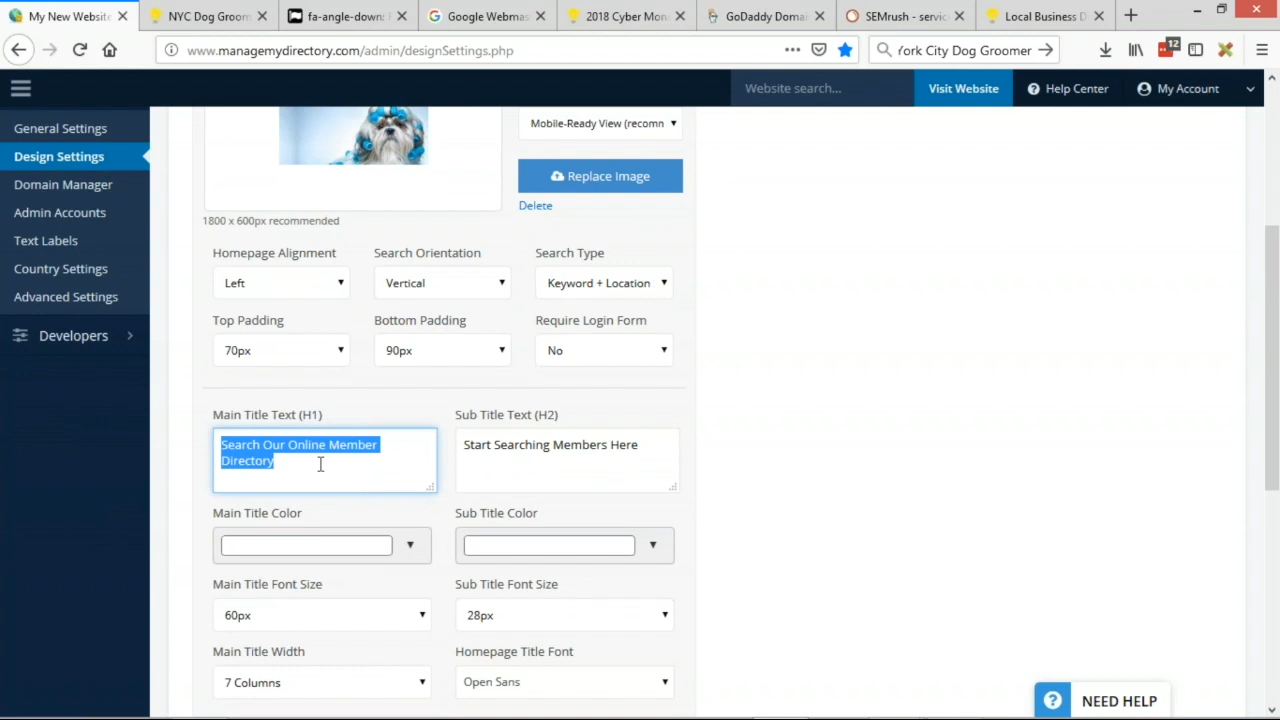 My New Websit
NYC Dog Groom
fa-angle-down: F
Google Webmas
2018 Cyber Mon
GoDaddy Domai
SEMrush - servic
Local Business D
www.managemydirectory.com/admin/designSettings.php
York City Dog Groomer
12
Website search...
Visit Website
Help Center
My Account
General Settings
Design Settings
Domain Manager
Admin Accounts
Text Labels
Country Settings
Advanced Settings
Developers
Mobile-Ready View (recomn
Replace Image
Delete
1800 x 600px recommended
Homepage Alignment Search Orientation Search Type
Left Vertical Keyword + Location
Top Padding Bottom Padding Require Login Form
70px 90px No
Main Title Text (H1) Sub Title Text (H2)
Search Our Online Member
Directory
Start Searching Members Here
Main Title Color Sub Title Color
Main Title Font Size Sub Title Font Size
60px 28px
Main Title Width Homepage Title Font
7 Columns Open Sans
NEED HELP